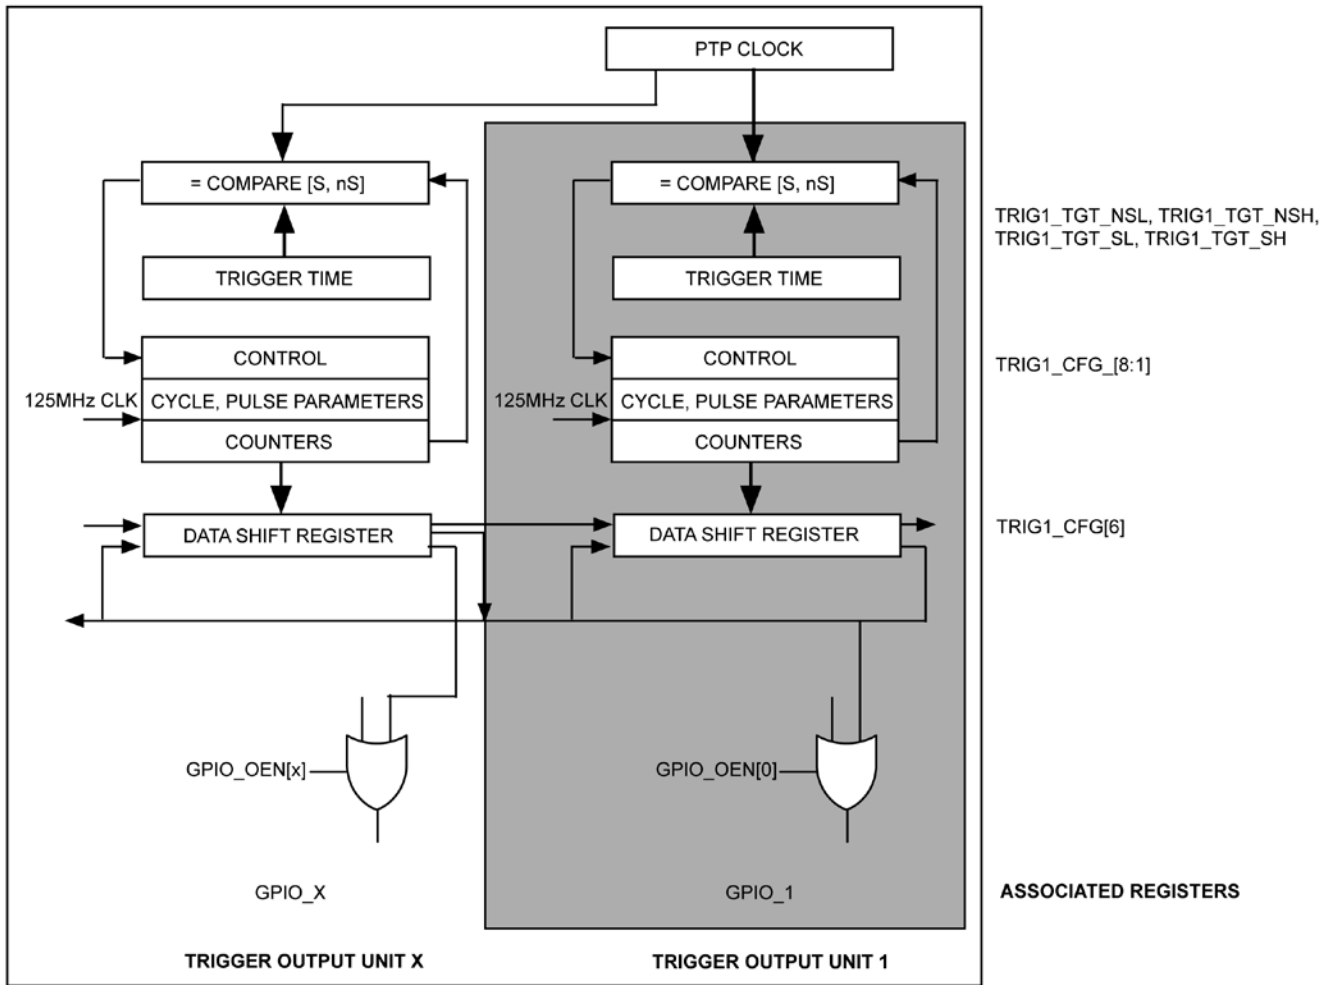 PTP CLOCK
= COMPARE [S, nS]
= COMPARE [S, nS]
TRIG1_TGT_NSL, TRIG1_TGT_NSH,
TRIG1_TGT_SL, TRIG1_TGT_SH
TRIGGER TIME
TRIGGER TIME
CONTROL
CONTROL
TRIG1_CFG_[8:1]
125MHz CLK
CYCLE, PULSE PARAMETERS
125MHz CLK
CYCLE, PULSE PARAMETERS
COUNTERS
COUNTERS
DATA SHIFT REGISTER
DATA SHIFT REGISTER
TRIG1_CFG[6]
GPIO_OEN[x]
GPIO_OEN[0]
GPIO_X
GPIO_1
ASSOCIATED REGISTERS
TRIGGER OUTPUT UNIT X
TRIGGER OUTPUT UNIT 1